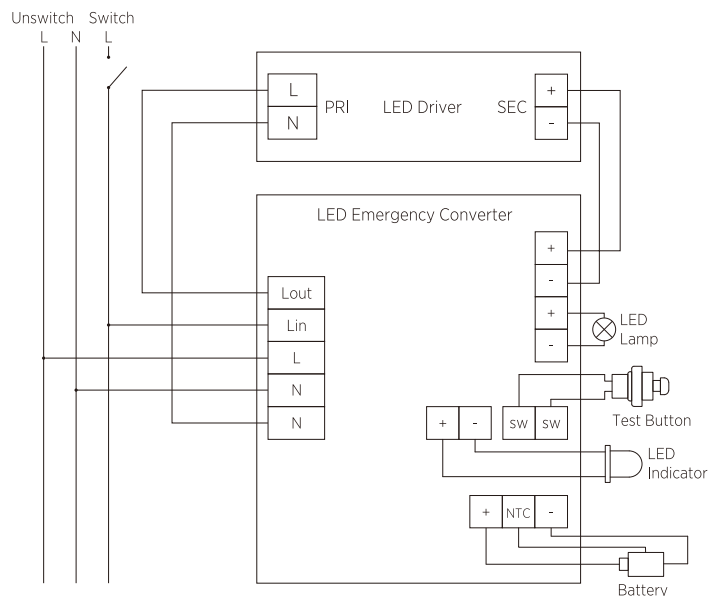 Unswitch Switch
L N L
L
PRI LED Driver SEC
N
+
-
LED Emergency Converter
+
-
+
-
LED
Lamp
Lout
Lin
L
N
N
+ - SW SW
Test Button
LED
Indicator
+ NTC -
Battery